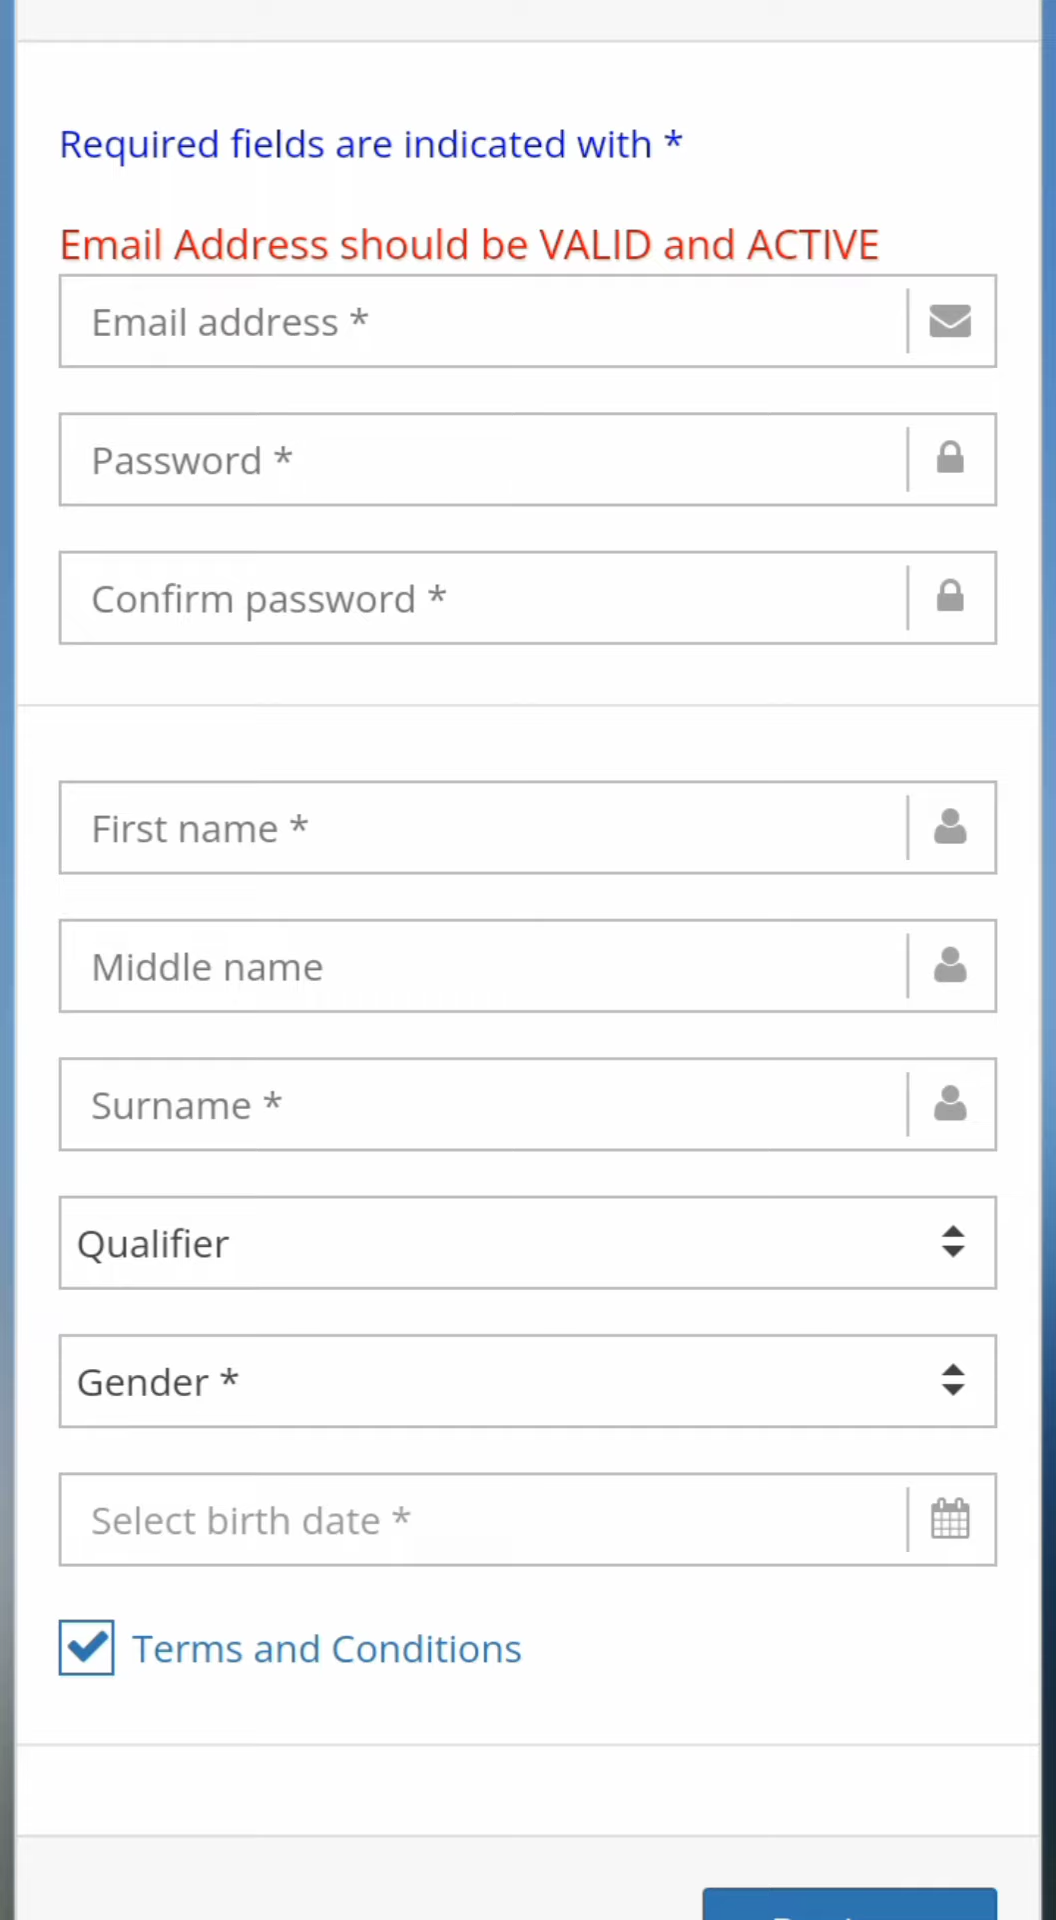 Required fields are indicated with *
Email Address should be VALID and ACTIVE
Email address *
Password *
Confirm password *
First name *
Middle name
Surname *
Qualifier
Gender *
Select birth date *
Terms and Conditions